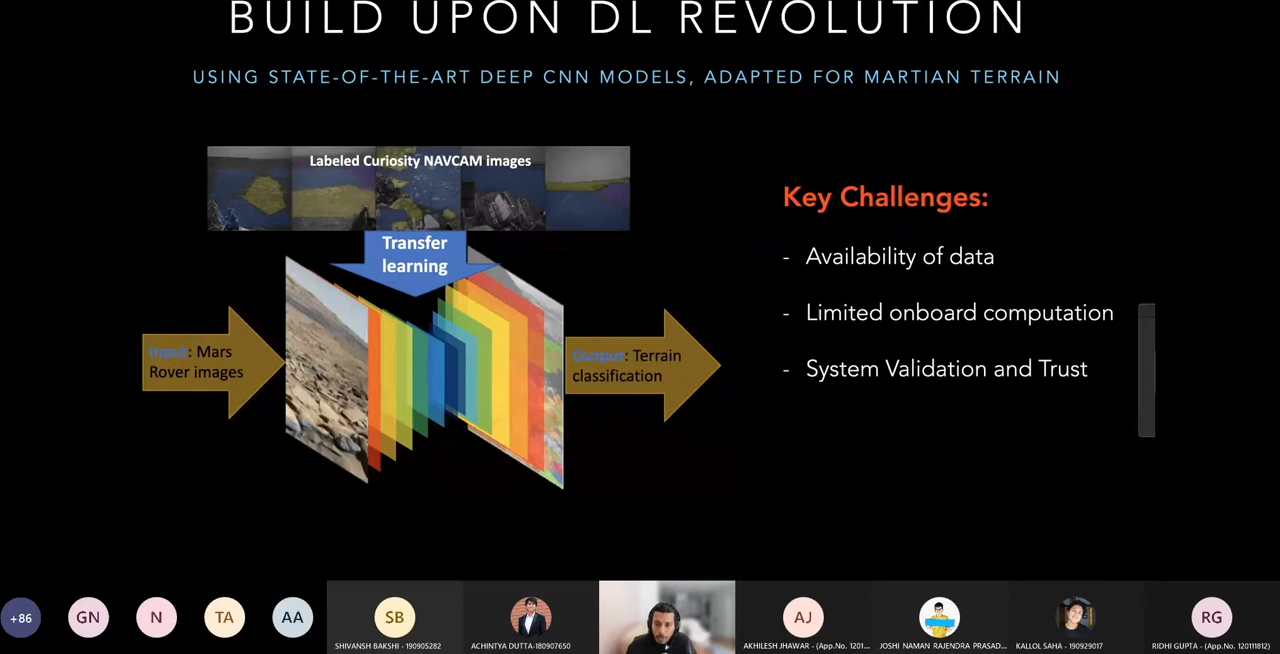 BUILD UPON DL REVOLUTION
USING STATE-OF-THE-ART DEEP CNN MODELS, ADAPTED FOR MARTIAN TERRAIN
Labeled Curiosity NAVCAM images
Transfer
learning
Input: Mars
Rover images
Output: Terrain
classification
Key Challenges:
- Availability of data
- Limited onboard computation
- System Validation and Trust
+86
GN
N
TA
AA
SB
SHIVANSH BAKSHI - 190905282
ACHINTYA DUTTA-180907650
AJ
AKHILESH JHAWAR - (App.No. 1201...
JOSHI NAMAN RAJENDRA PRASAD...
KALLOL SAHA - 190929017
RG
RIDHI GUPTA - (App.No. 120111812)